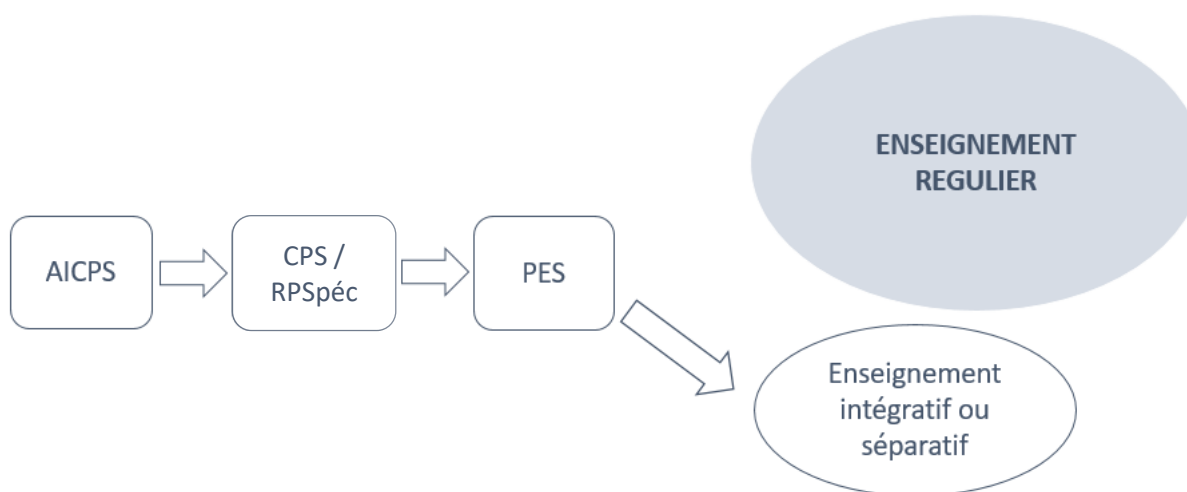 ENSEIGNEMENT
REGULIER
AICPS
CPS /
RPSpéc
PES
Enseignement
intégratif ou
séparatif